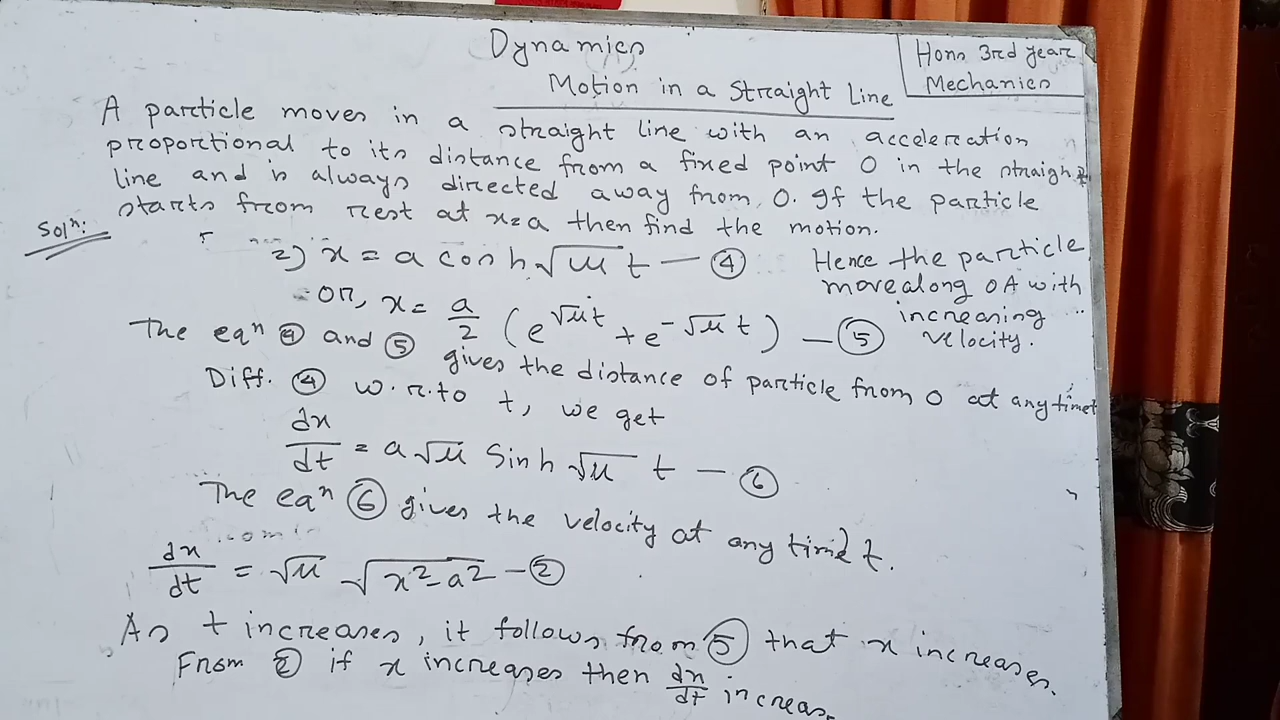 Dynamics
Motion in a Straight Line
Hons 3rd year
Mechanics
A particle moves in a straight line with an acceleration
proportional to its distance from a fixed point O in the straight
line and is always directed away from O. If the particle
starts from rest at x=a then find the motion.
Solⁿ:
⇒ x = a cosh √μ t — ④
or, x = a/2 (e^√μt + e^-√μ t) — ⑤
Hence the particle
move along OA with
increasing
velocity.
The eqⁿ ④ and ⑤ gives the distance of particle from O at any time t
Diff. ④ w.r.to t, we get
dx/dt = a√μ Sinh √μ t — ⑥
The eqⁿ ⑥ gives the velocity at any time t.
dx/dt = √μ √x²-a² — ②
As t increases, it follows from ⑤ that x increases.
From ② if x increases then dx/dt increas.